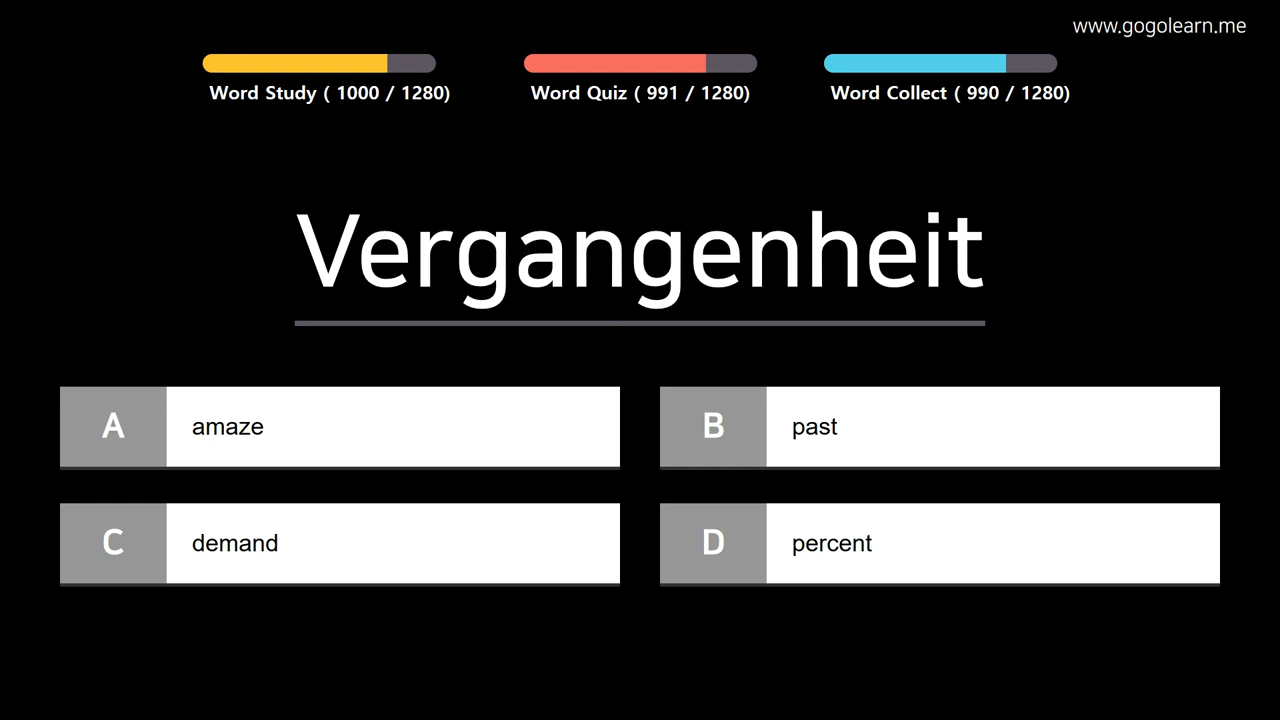 www.gogolearn.me
Word Study ( 1000 / 1280)
Word Quiz ( 991 / 1280)
Word Collect ( 990 / 1280)
Vergangenheit
A amaze
B past
C demand
D percent